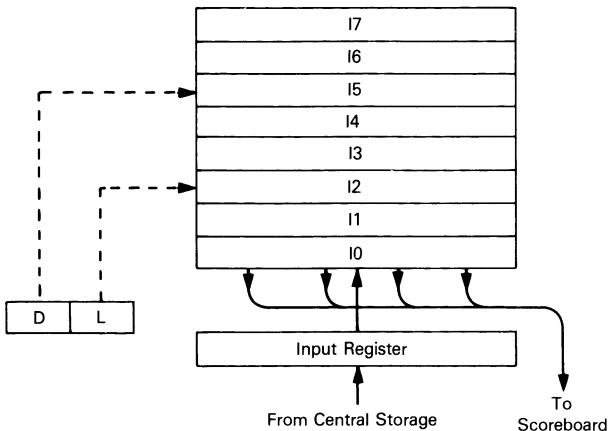 I7
I6
I5
I4
I3
I2
I1
I0
D L
Input Register
From Central Storage
To
Scoreboard